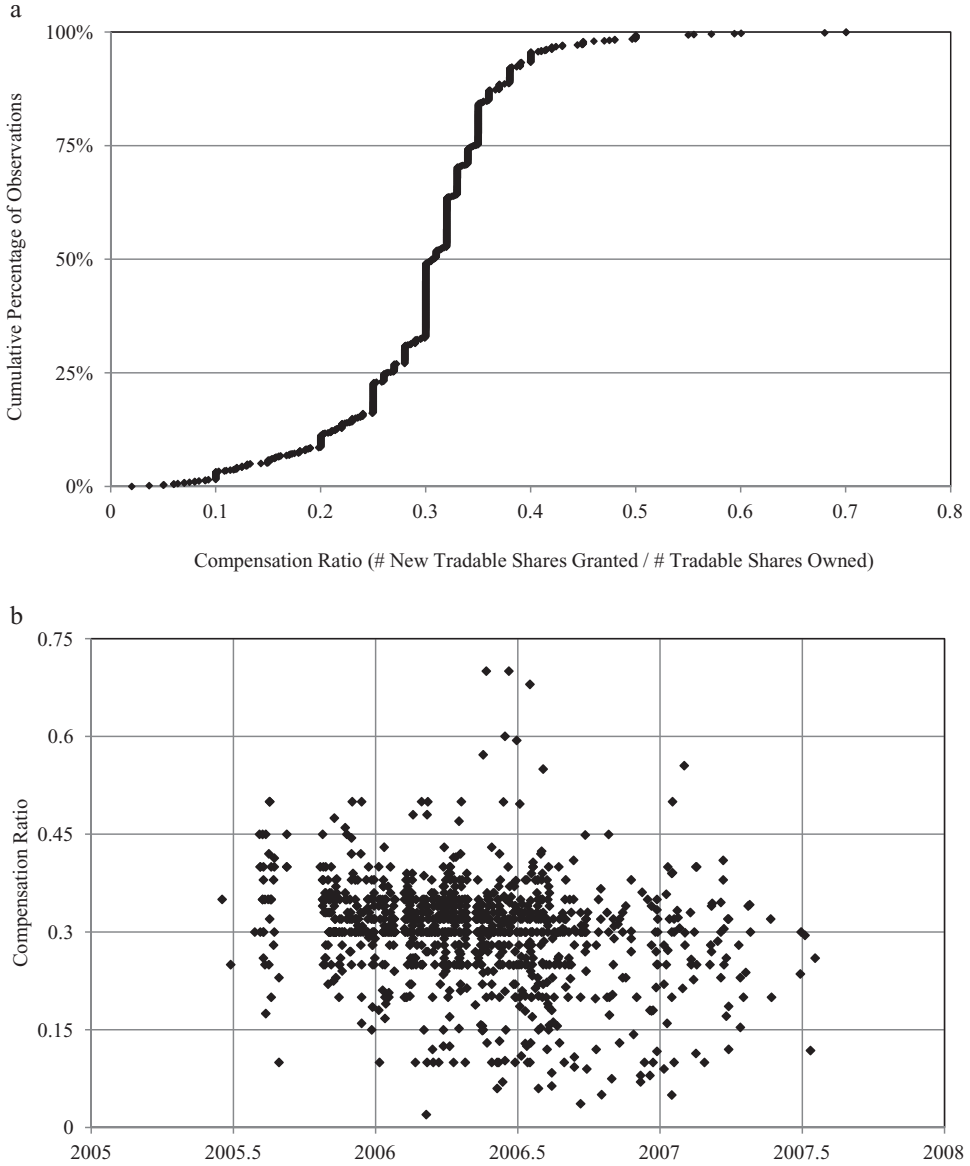 a
100%
75%
50%
25%
0%
Cumulative Percentage of Observations
0 0.1 0.2 0.3 0.4 0.5 0.6 0.7 0.8
Compensation Ratio (# New Tradable Shares Granted / # Tradable Shares Owned)
b
0.75
0.6
0.45
0.3
0.15
0
Compensation Ratio
2005 2005.5 2006 2006.5 2007 2007.5 2008